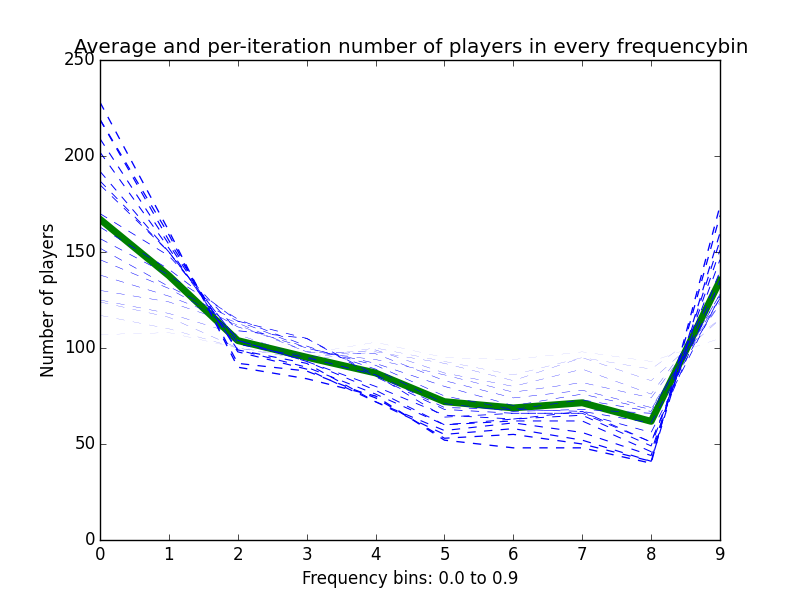 Average and per-iteration number of players in every frequencybin
250
200
150
100
50
0
0 1 2 3 4 5 6 7 8 9
Number of players
Frequency bins: 0.0 to 0.9